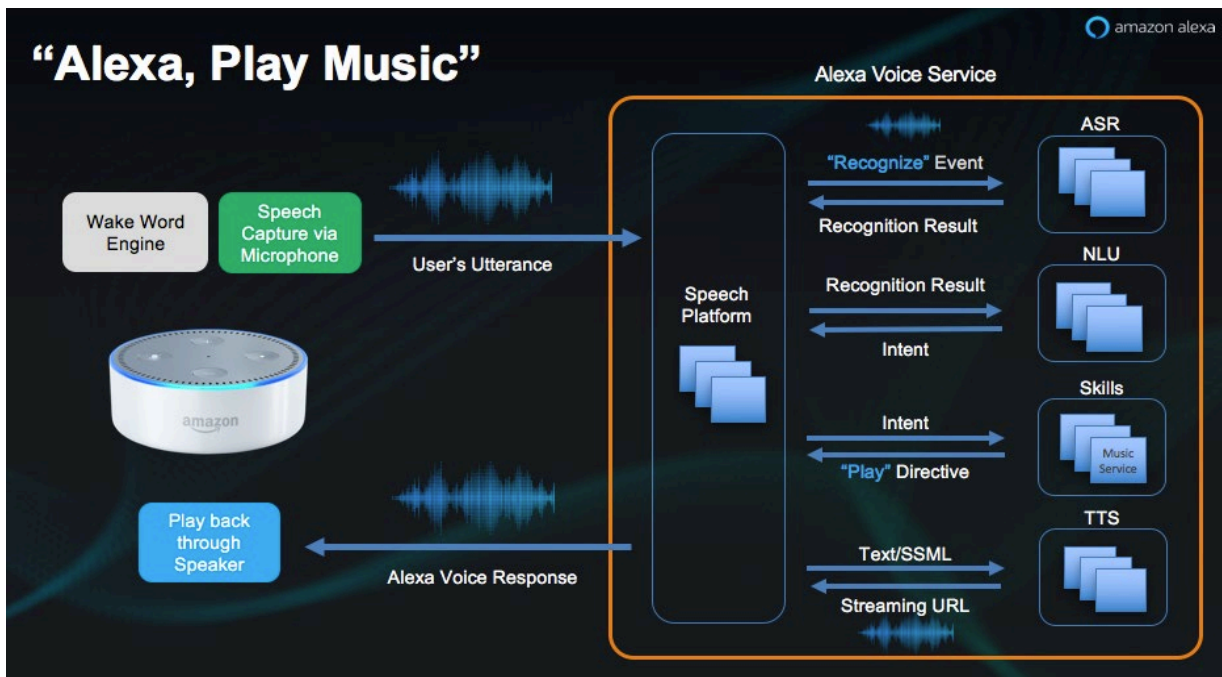 amazon alexa
“Alexa, Play Music”
Alexa Voice Service
Wake Word
Engine
Speech
Capture via
Microphone
User’s Utterance
amazon
Play back
through
Speaker
Alexa Voice Response
Speech
Platform
ASR
“Recognize” Event
Recognition Result
NLU
Recognition Result
Intent
Skills
Intent
Music
Service
“Play” Directive
TTS
Text/SSML
Streaming URL